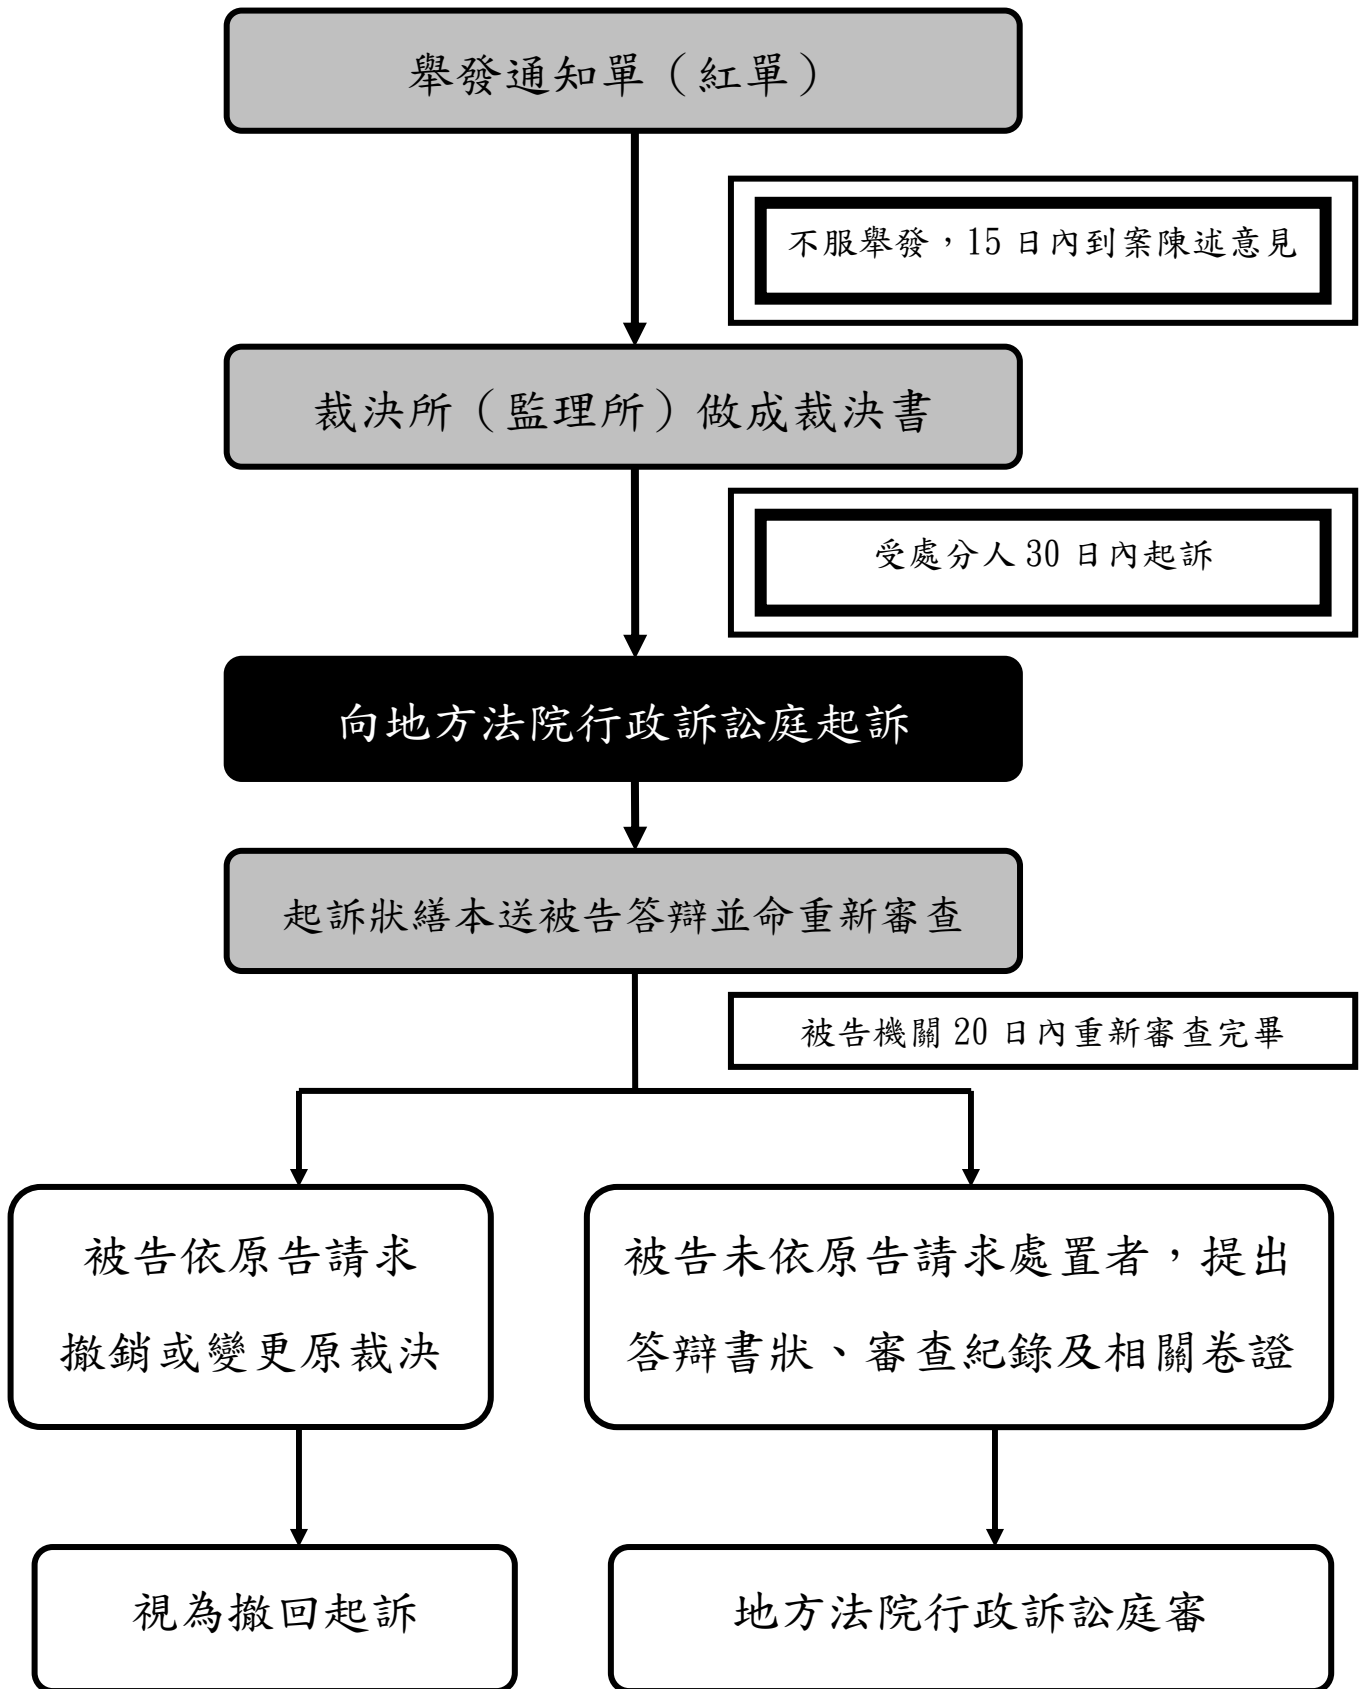 舉發通知單（紅單）
不服舉發，15 日內到案陳述意見
裁決所（監理所）做成裁決書
受處分人 30 日內起訴
向地方法院行政訴訟庭起訴
起訴狀繕本送被告答辯並命重新審查
被告機關 20 日內重新審查完畢
被告依原告請求
撤銷或變更原裁決
被告未依原告請求處置者，提出
答辯書狀、審查紀錄及相關卷證
視為撤回起訴
地方法院行政訴訟庭審